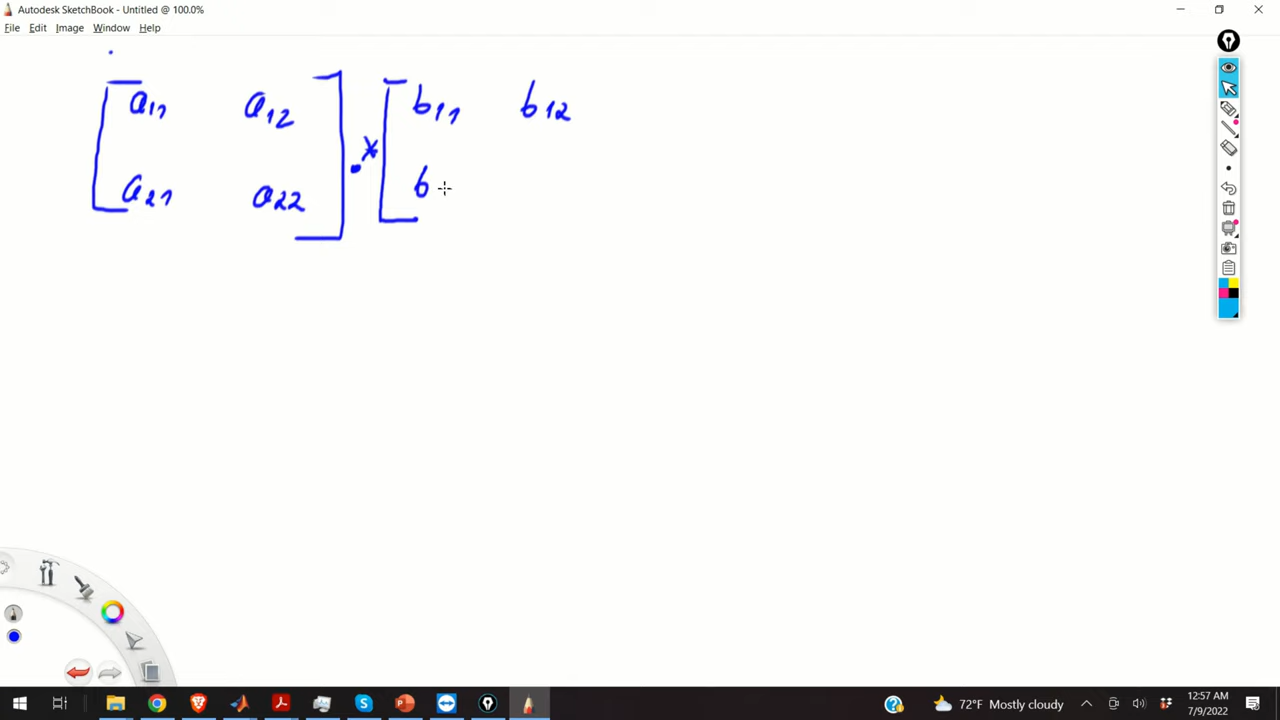 Autodesk SketchBook - Untitled @ 100.0%
File Edit Image Window Help
a11 a12 .* b11 b12
a21 a22 b
72°F Mostly cloudy
12:57 AM
7/9/2022